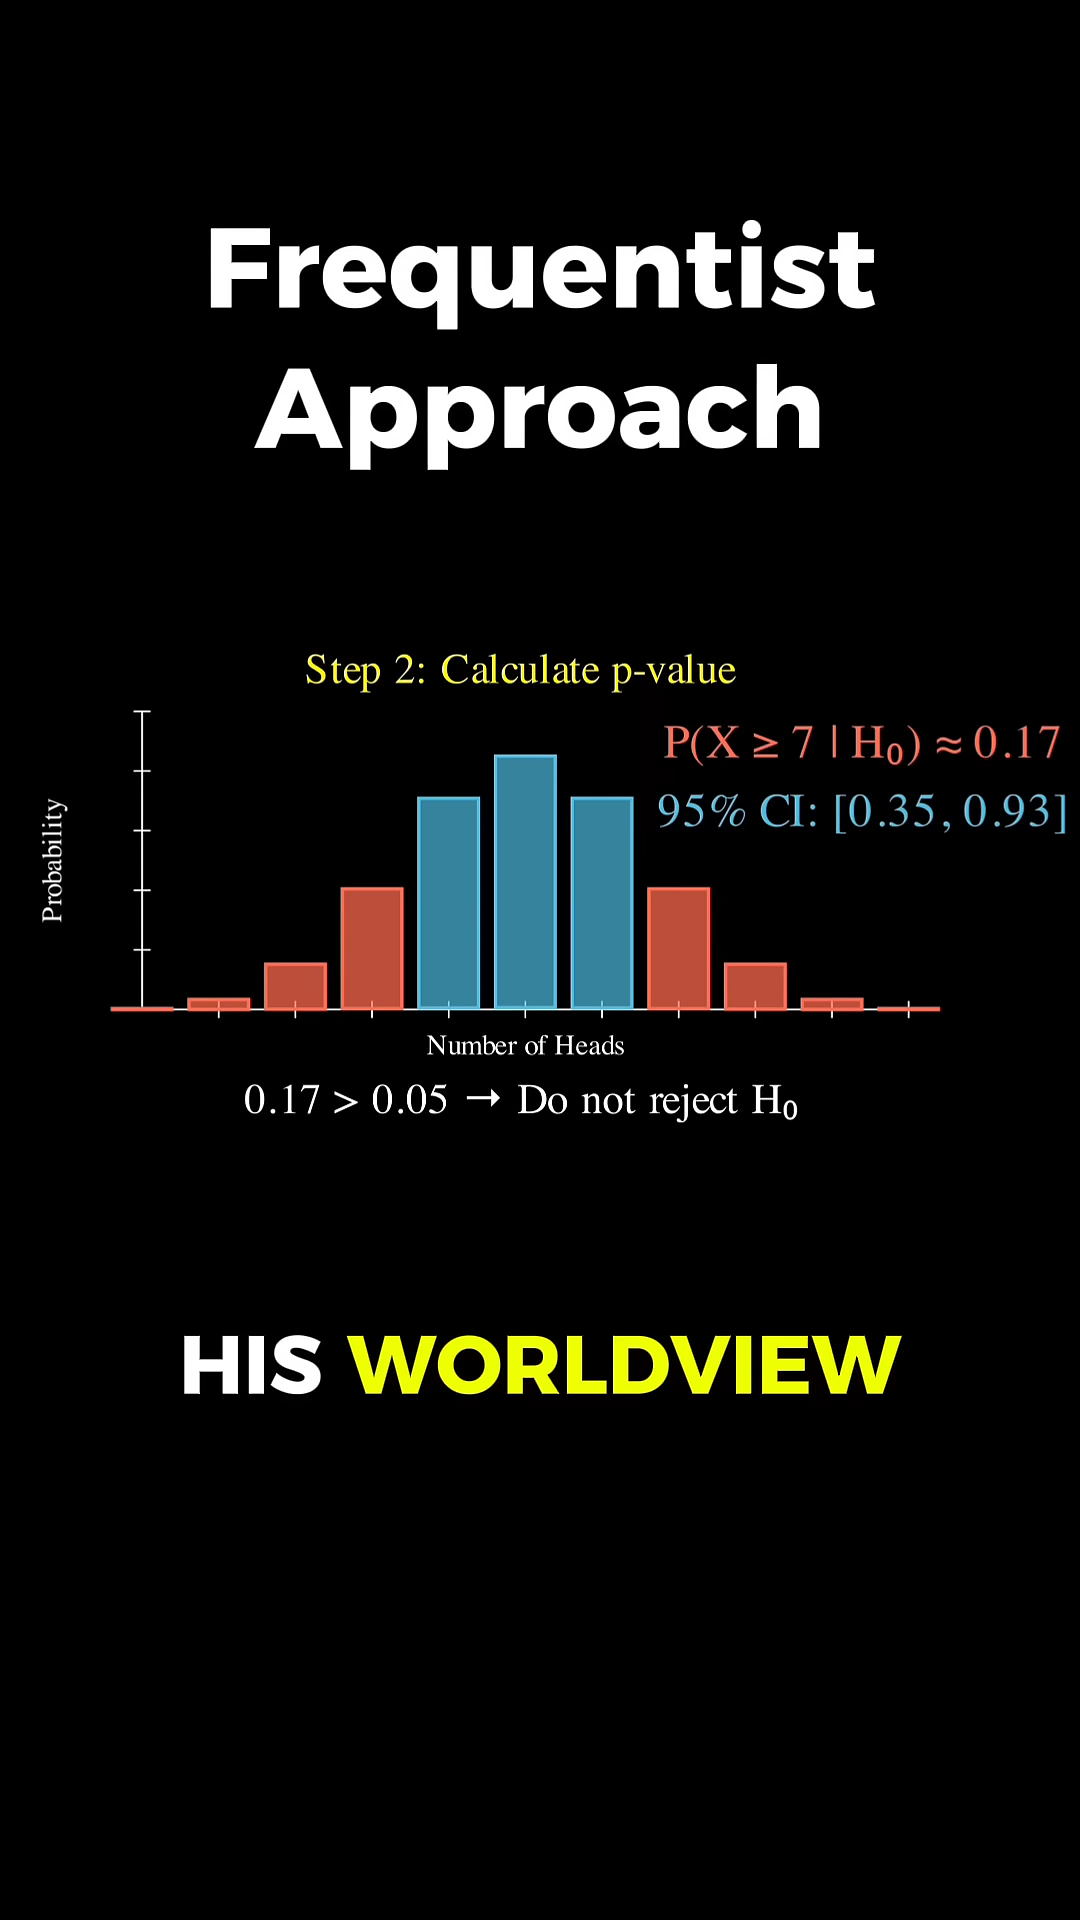 Frequentist
Approach
Step 2: Calculate p-value
P(X ≥ 7 | H₀) ≈ 0.17
95% CI: [0.35, 0.93]
Probability
Number of Heads
0.17 > 0.05 → Do not reject H₀
HIS WORLDVIEW